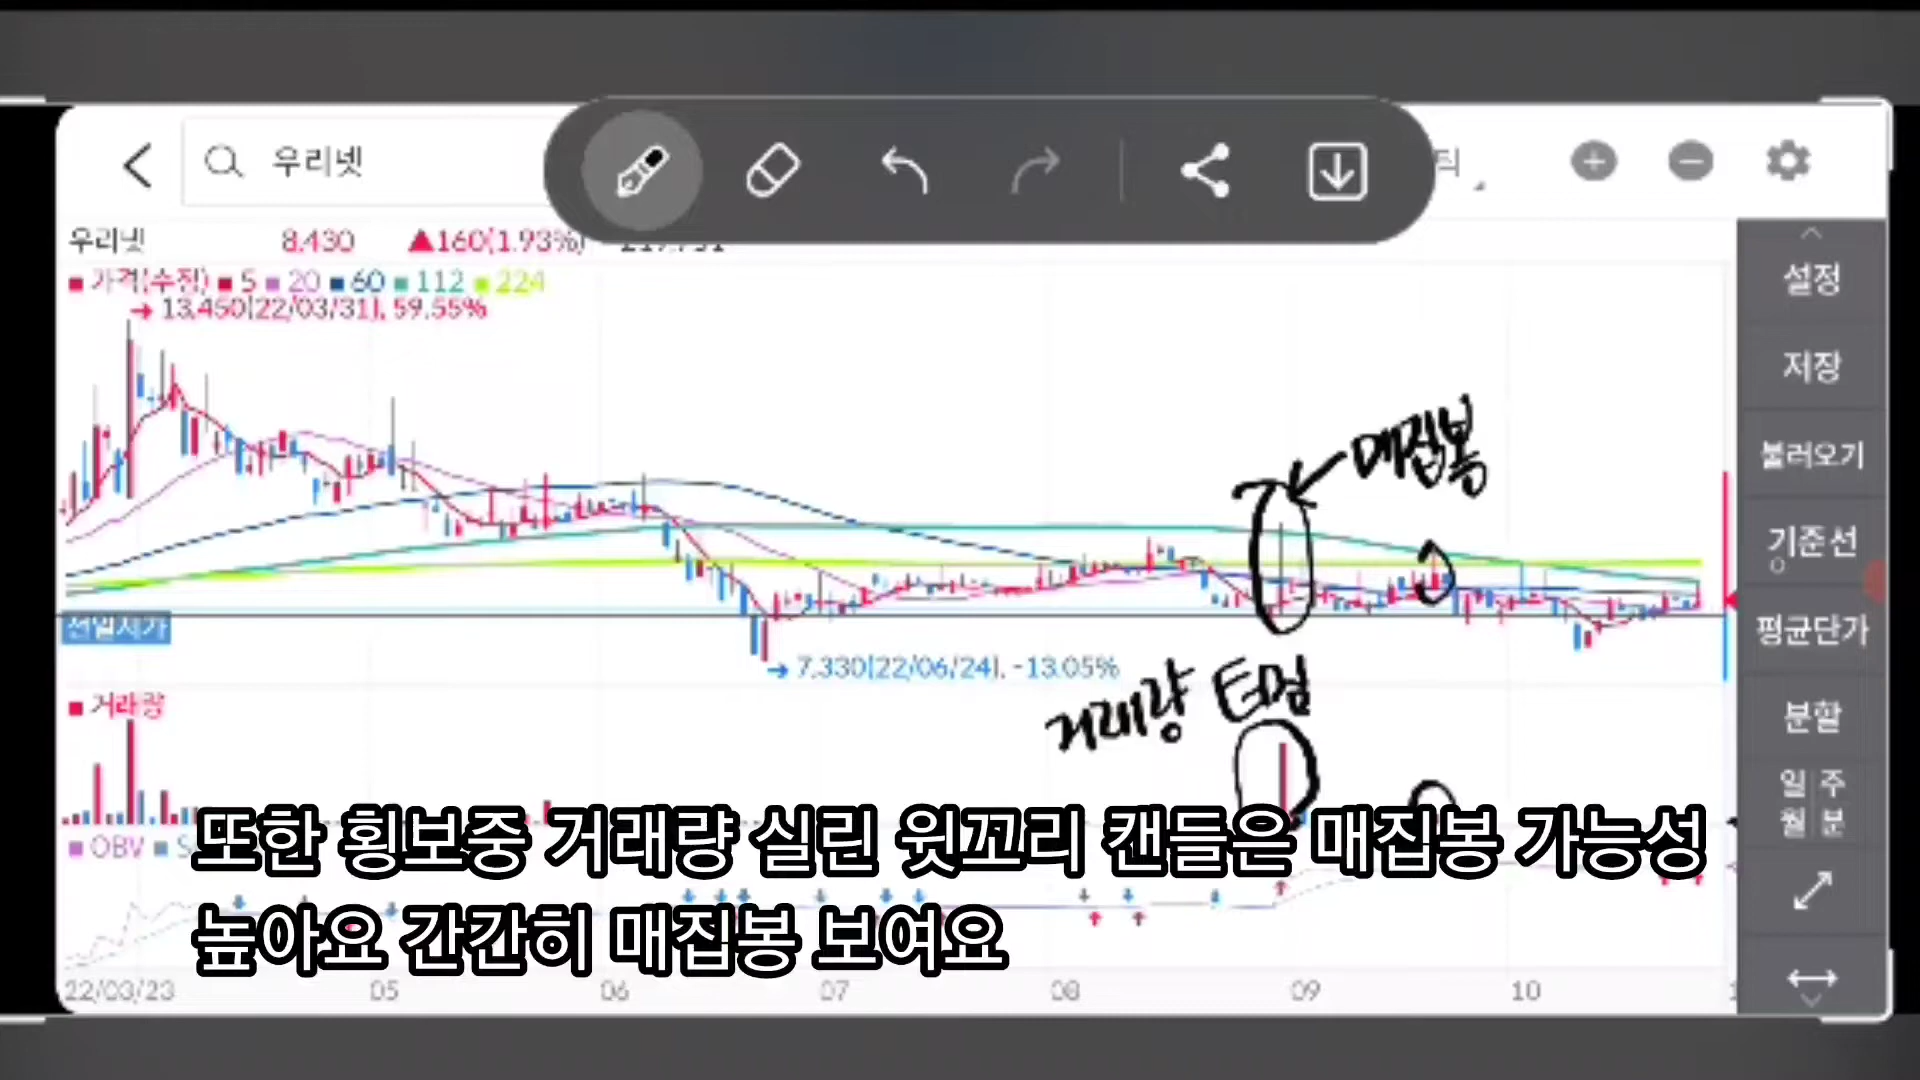 우리넷
틱
우리넷 8,430 ▲160(1.93%)
가격(수정) 5 20 60 112 224
13,450(22/03/31), 59.55%
설정
저장
불러오기
기준선
평균단가
분할
일 주
월 분
매집봉
전일저가
7,330(22/06/24), -13.05%
거래량 터점
거래량
또한 횡보중 거래량 실린 윗꼬리 캔들은 매집봉 가능성
높아요 간간히 매집봉 보여요
OBV
22/03/23 05 06 07 08 09 10